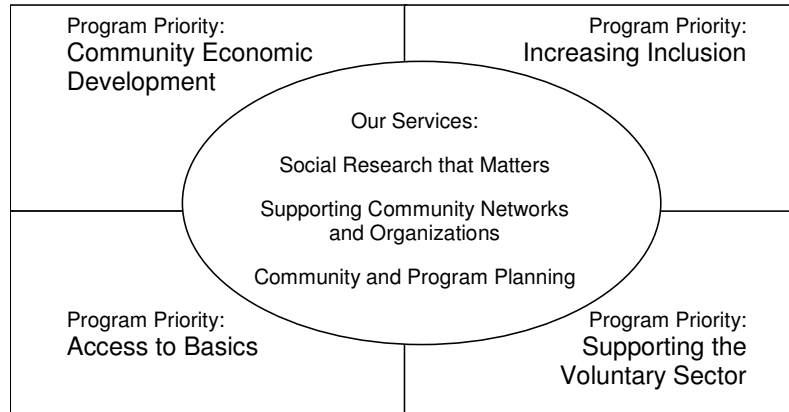 Program Priority:
Community Economic
Development
Program Priority:
Increasing Inclusion
Our Services:
Social Research that Matters
Supporting Community Networks
and Organizations
Community and Program Planning
Program Priority:
Access to Basics
Program Priority:
Supporting the
Voluntary Sector